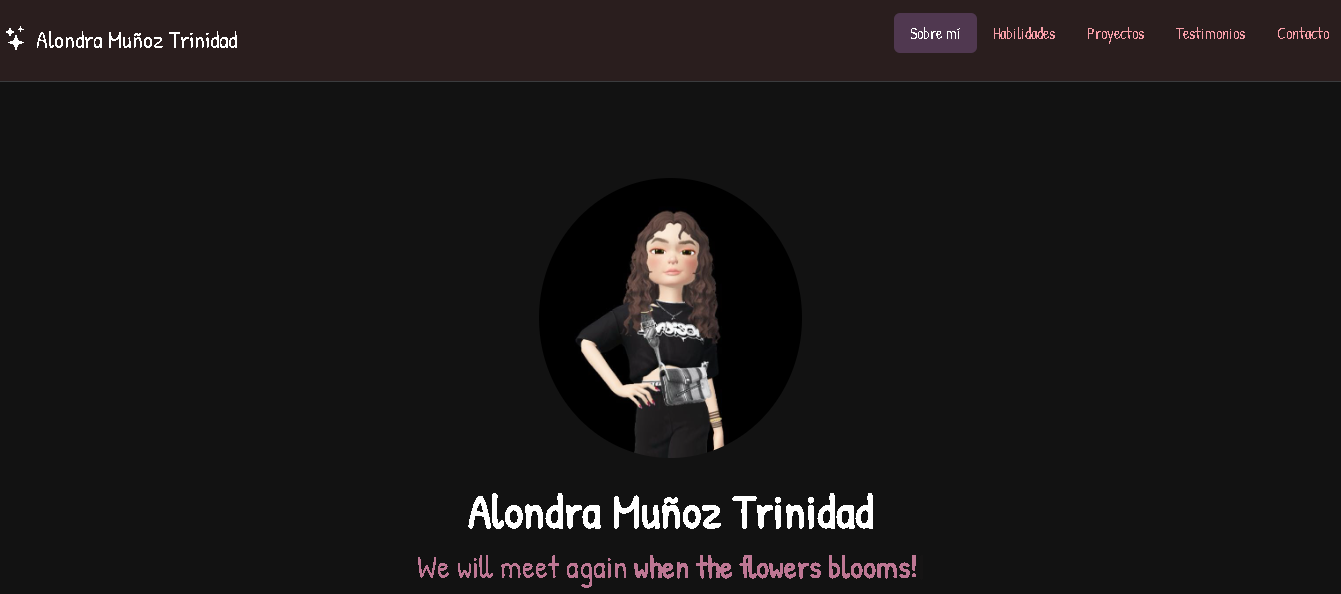 Alondra Muñoz Trinidad
Sobre mí
Habilidades
Proyectos
Testimonios
Contacto
Alondra Muñoz Trinidad
We will meet again when the flowers blooms!